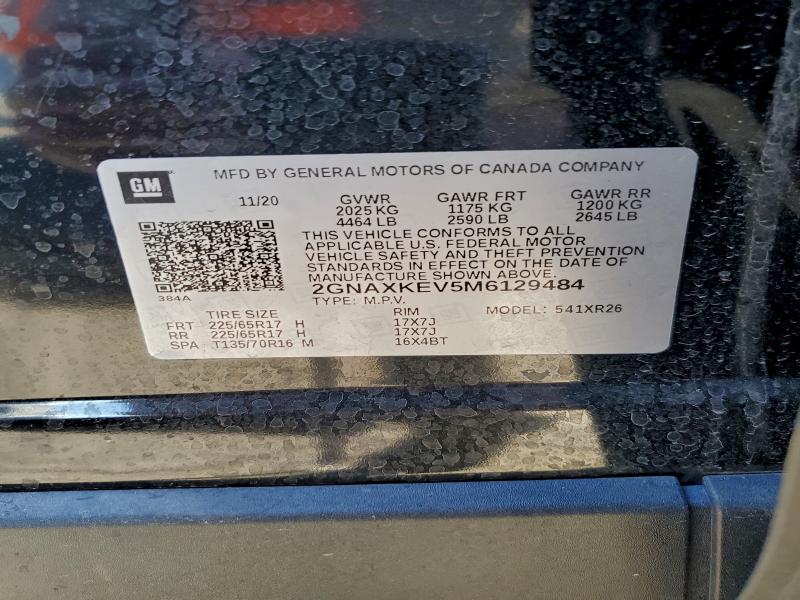 GM
MFD BY GENERAL MOTORS OF CANADA COMPANY
11/20 GVWR GAWR FRT GAWR RR
2025 KG 1175 KG 1200 KG
4464 LB 2590 LB 2645 LB
THIS VEHICLE CONFORMS TO ALL
APPLICABLE U.S. FEDERAL MOTOR
VEHICLE SAFETY AND THEFT PREVENTION
STANDARDS IN EFFECT ON THE DATE OF
MANUFACTURE SHOWN ABOVE.
384A
2GNAXKEV5M6129484
TYPE: M.P.V.
TIRE SIZE RIM MODEL: 541XR26
FRT 225/65R17 H 17X7J
RR 225/65R17 H 17X7J
SPA T135/70R16 M 16X4BT